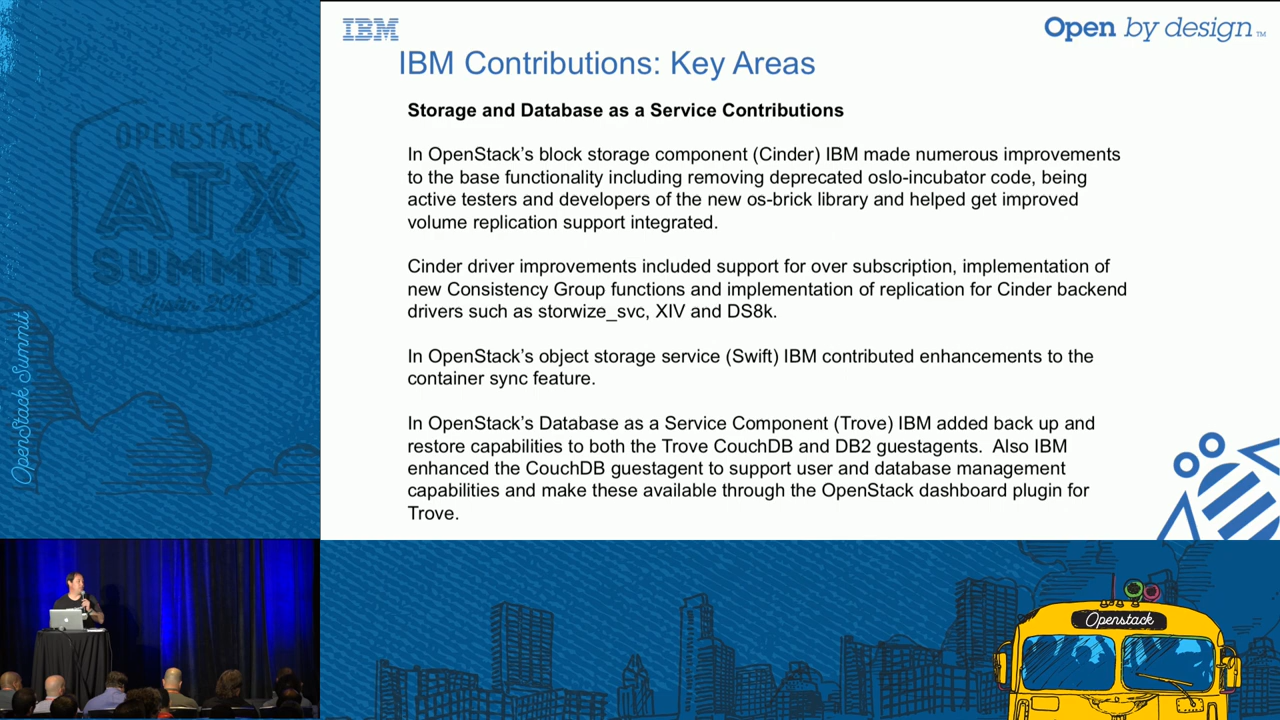 IBM
Open by design™
IBM Contributions: Key Areas
Storage and Database as a Service Contributions
In OpenStack’s block storage component (Cinder) IBM made numerous improvements
to the base functionality including removing deprecated oslo-incubator code, being
active testers and developers of the new os-brick library and helped get improved
volume replication support integrated.
Cinder driver improvements included support for over subscription, implementation of
new Consistency Group functions and implementation of replication for Cinder backend
drivers such as storwize_svc, XIV and DS8k.
In OpenStack’s object storage service (Swift) IBM contributed enhancements to the
container sync feature.
In OpenStack’s Database as a Service Component (Trove) IBM added back up and
restore capabilities to both the Trove CouchDB and DB2 guestagents.  Also IBM
enhanced the CouchDB guestagent to support user and database management
capabilities and make these available through the OpenStack dashboard plugin for
Trove.
OPENSTACK
ATX
SUMMIT
Austin 2016
OpenStack Summit
Openstack